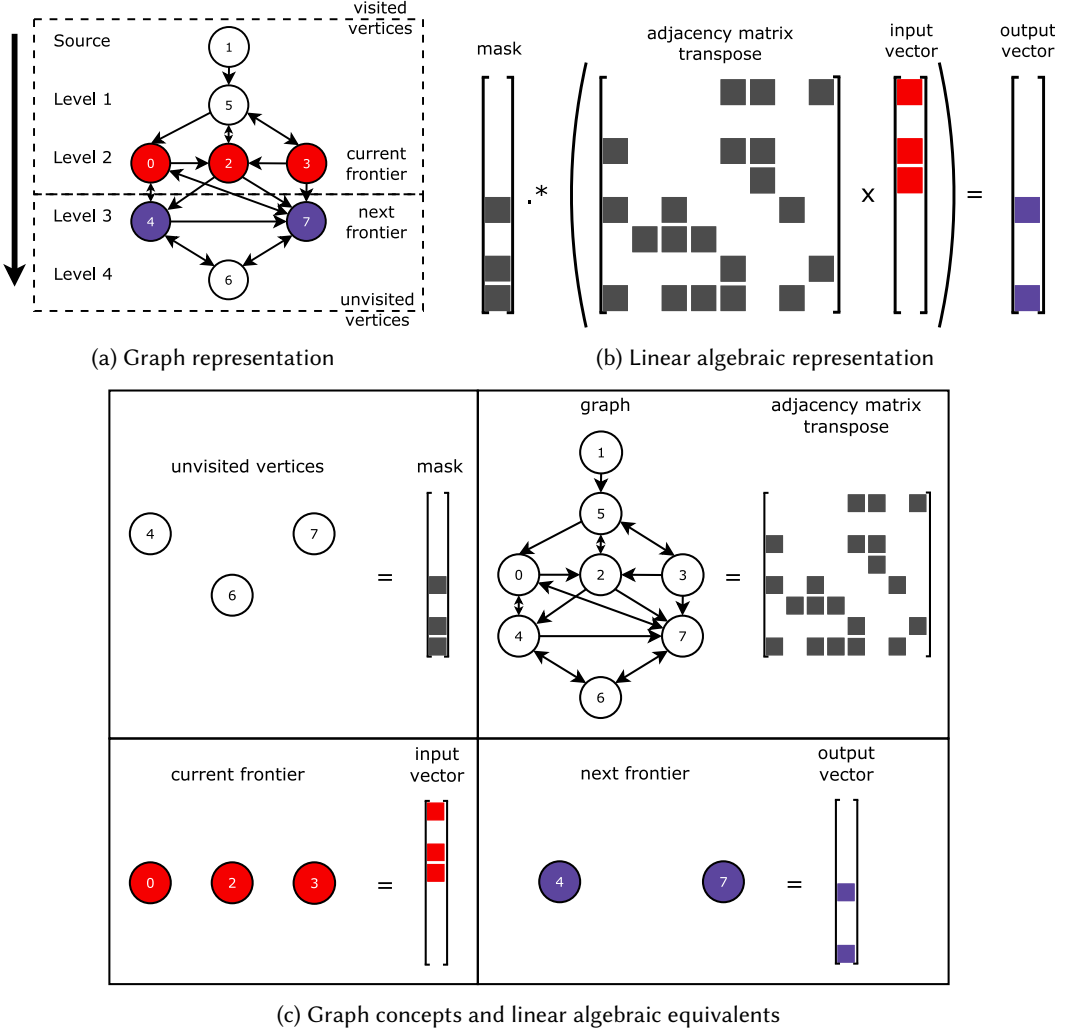 visited
vertices
Source
1
Level 1
5
Level 2
0
2
3
current
frontier
Level 3
4
7
next
frontier
Level 4
6
unvisited
vertices
(a) Graph representation
mask
adjacency matrix
transpose
input
vector
output
vector
.*
x
=
(b) Linear algebraic representation
unvisited vertices
mask
4
7
6
=
graph
adjacency matrix
transpose
1
5
0
2
3
=
4
7
6
current frontier
input
vector
0
2
3
=
next frontier
output
vector
4
7
=
(c) Graph concepts and linear algebraic equivalents